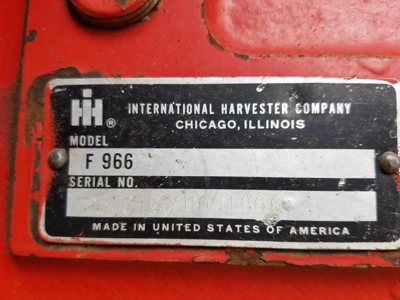 IH ®
INTERNATIONAL HARVESTER COMPANY
CHICAGO, ILLINOIS
MODEL
F 966
SERIAL NO.
MADE IN UNITED STATES OF AMERICA